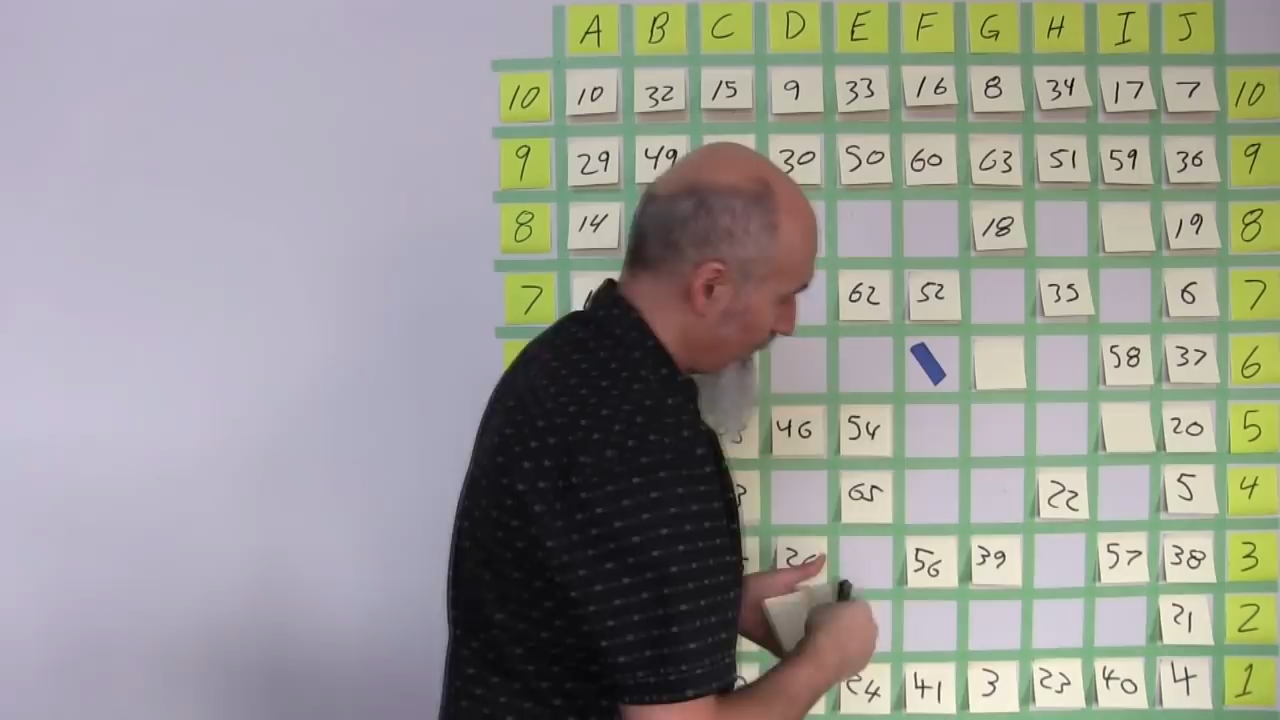 A B C D E F G H I J
10 10 32 15 9 33 16 8 34 17 7 10
9 29 49 30 50 60 63 51 59 36 9
8 14 18 19 8
7 62 52 35 6 7
58 37 6
46 54 20 5
65 22 5 4
56 39 57 38 3
21 2
24 41 3 23 40 4 1